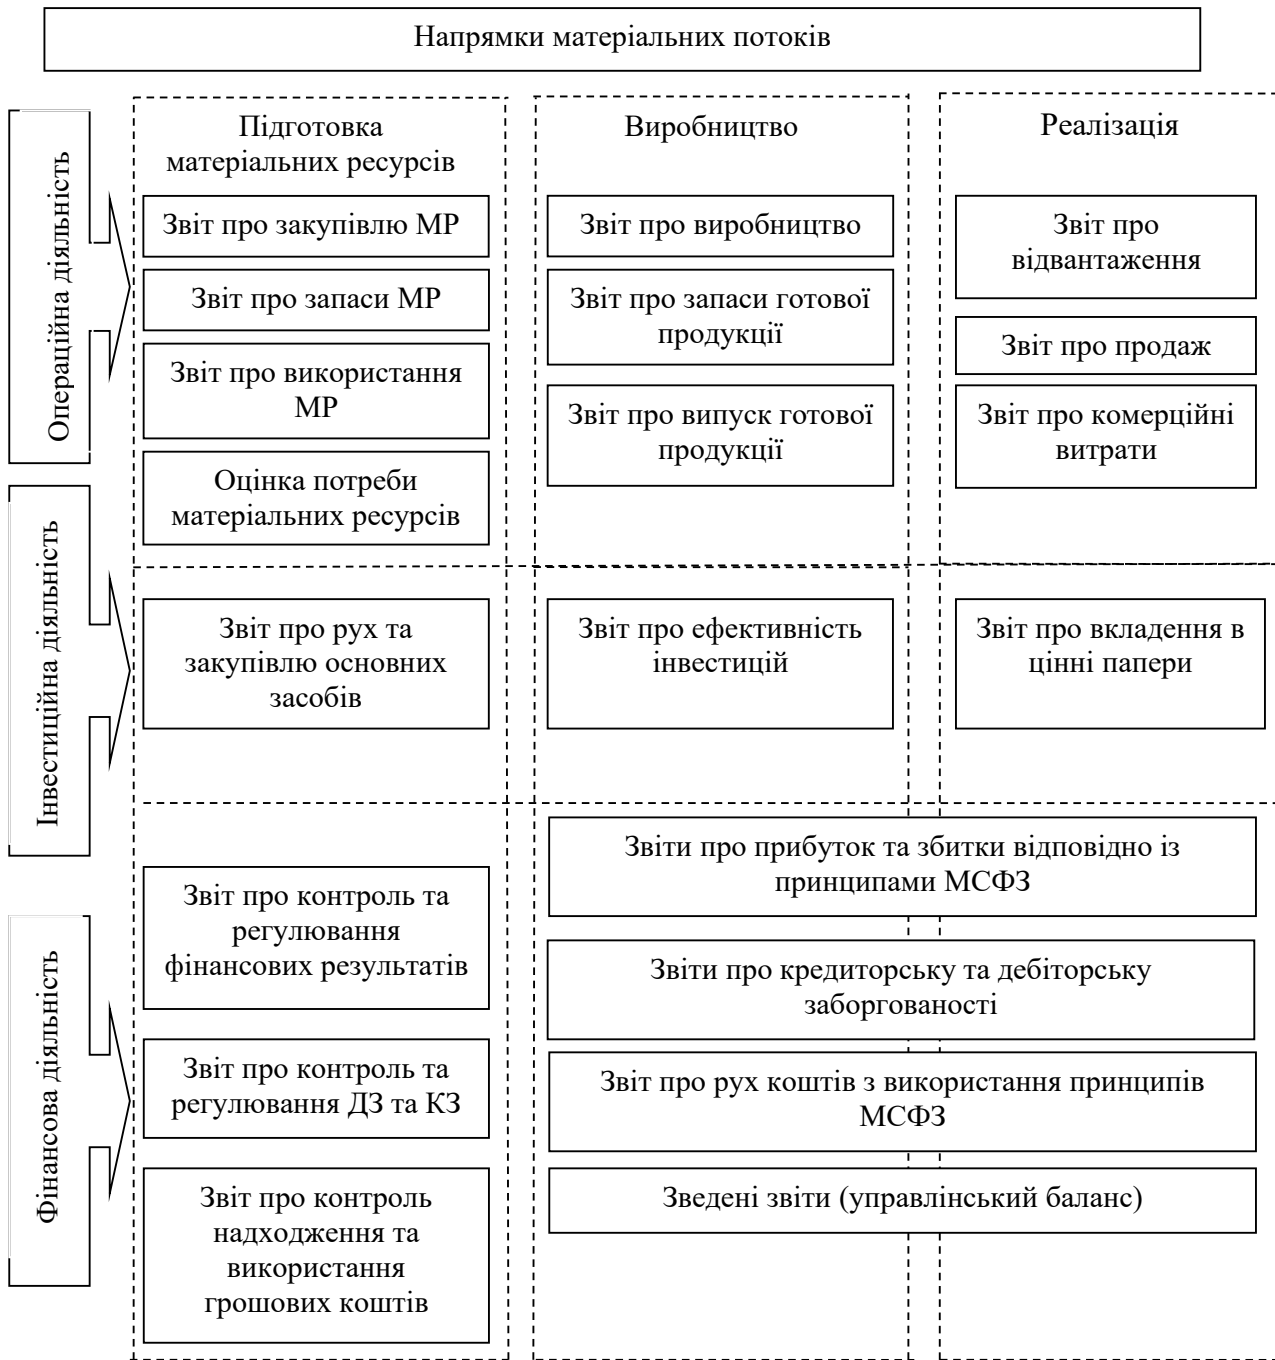 Напрямки матеріальних потоків
Операційна діяльність
Підготовка
матеріальних ресурсів
Звіт про закупівлю МР
Звіт про запаси МР
Звіт про використання
МР
Оцінка потреби
матеріальних ресурсів
Виробництво
Звіт про виробництво
Звіт про запаси готової
продукції
Звіт про випуск готової
продукції
Реалізація
Звіт про
відвантаження
Звіт про продаж
Звіт про комерційні
витрати
Інвестиційна діяльність
Звіт про рух та
закупівлю основних
засобів
Звіт про ефективність
інвестицій
Звіт про вкладення в
цінні папери
Фінансова діяльність
Звіт про контроль та
регулювання
фінансових результатів
Звіт про контроль та
регулювання ДЗ та КЗ
Звіт про контроль
надходження та
використання
грошових коштів
Звіти про прибуток та збитки відповідно із
принципами МСФЗ
Звіти про кредиторську та дебіторську
заборгованості
Звіт про рух коштів з використання принципів
МСФЗ
Зведені звіти (управлінський баланс)